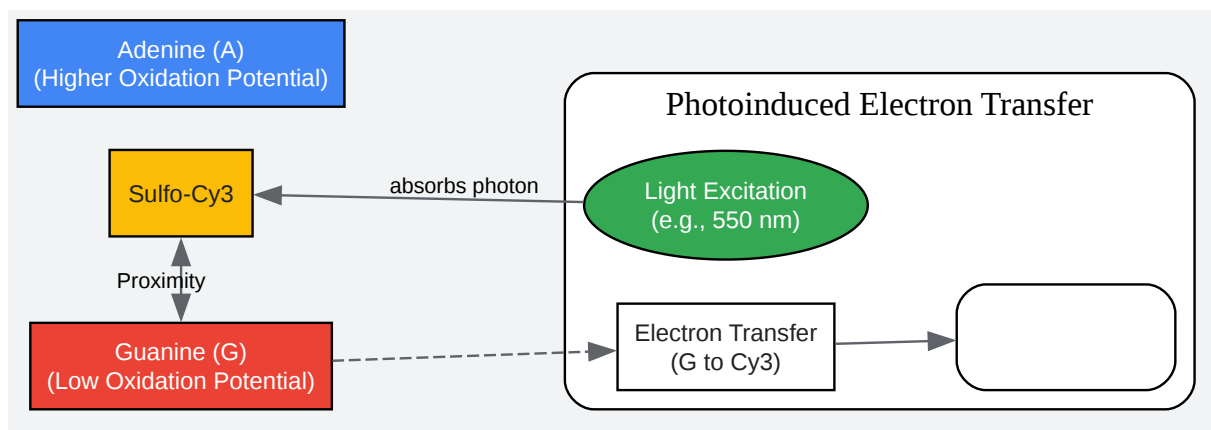 Adenine (A)
(Higher Oxidation Potential)
Photoinduced Electron Transfer
Sulfo-Cy3
absorbs photon
Light Excitation
(e.g., 550 nm)
Proximity
Guanine (G)
(Low Oxidation Potential)
Electron Transfer
(G to Cy3)